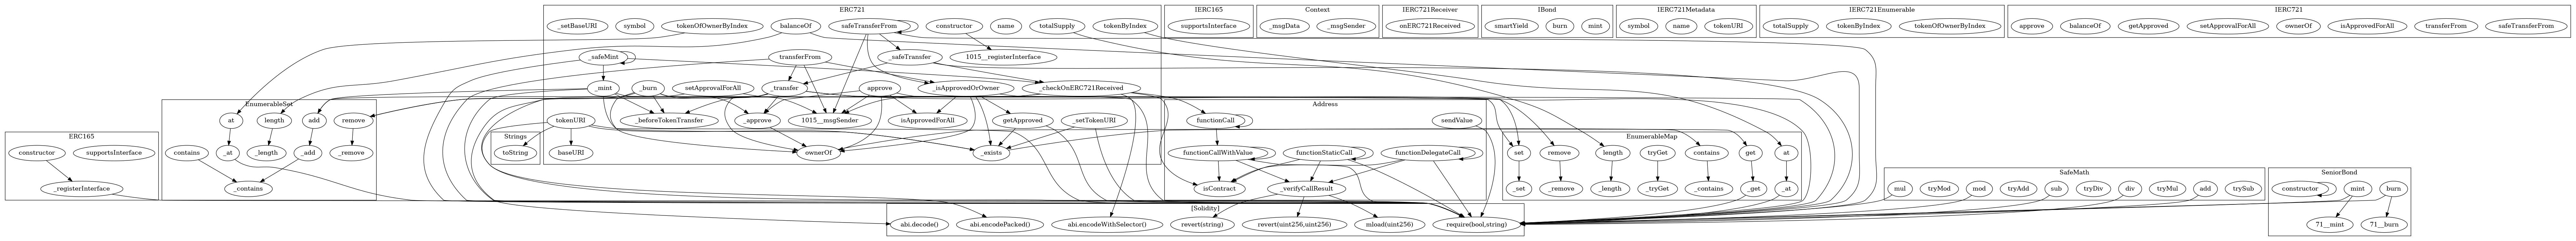 ERC721
IERC165
Context
IERC721Receiver
IBond
IERC721Metadata
IERC721Enumerable
IERC721
_setBaseURI
symbol
tokenOfOwnerByIndex
balanceOf
safeTransferFrom
constructor
name
totalSupply
tokenByIndex
supportsInterface
_msgData
_msgSender
onERC721Received
smartYield
burn
mint
symbol
name
tokenURI
totalSupply
tokenByIndex
tokenOfOwnerByIndex
approve
balanceOf
getApproved
setApprovalForAll
ownerOf
isApprovedForAll
transferFrom
safeTransferFrom
_safeMint
transferFrom
_safeTransfer
1015__registerInterface
_mint
_burn
setApprovalForAll
_transfer
approve
_isApprovedOrOwner
_checkOnERC721Received
EnumerableSet
Address
at
length
add
remove
_beforeTokenTransfer
_approve
1015__msgSender
isApprovedForAll
tokenURI
getApproved
_setTokenURI
functionCall
sendValue
ERC165
Strings
EnumerableMap
constructor
supportsInterface
contains
_at
_length
_add
_remove
toString
baseURI
ownerOf
_exists
functionCallWithValue
functionStaticCall
functionDelegateCall
set
remove
length
tryGet
contains
get
at
SafeMath
SeniorBond
_registerInterface
_contains
isContract
_verifyCallResult
_set
_remove
_length
_tryGet
_contains
_get
_at
mul
tryMod
mod
tryAdd
sub
tryDiv
div
tryMul
add
trySub
constructor
mint
burn
[Solidity]
abi.decode()
abi.encodePacked()
abi.encodeWithSelector()
revert(string)
revert(uint256,uint256)
mload(uint256)
require(bool,string)
71__mint
71__burn